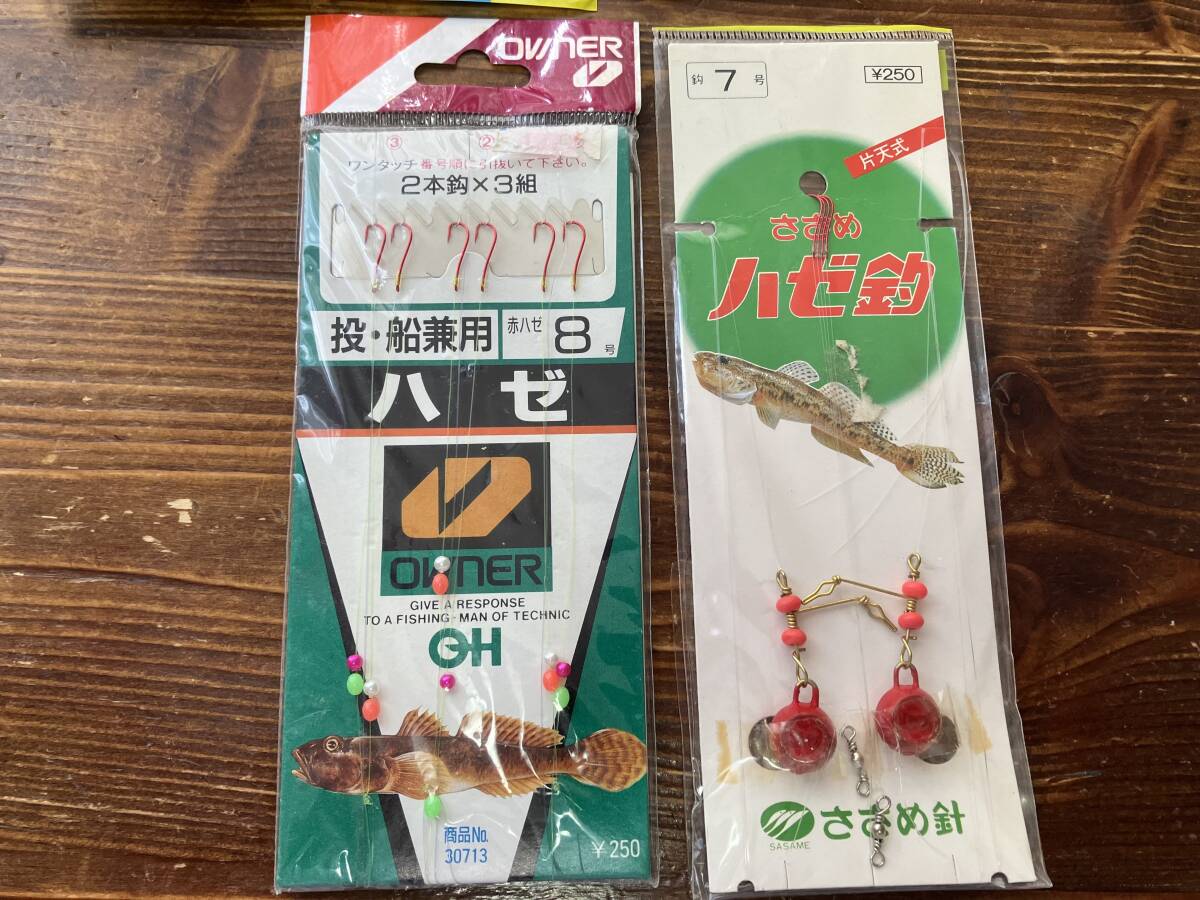 OWNER
③ ②
ワンタッチ 番号順に引抜いて下さい。
2本鈎×3組
投・船兼用
赤ハゼ 8 号
ハゼ
OWNER
GIVE A RESPONSE
TO A FISHING-MAN OF TECHNIC
OH
商品No.
30713
¥250
鈎 7 号
¥250
片天式
ささめ
ハゼ釣
SASAME
ささめ針